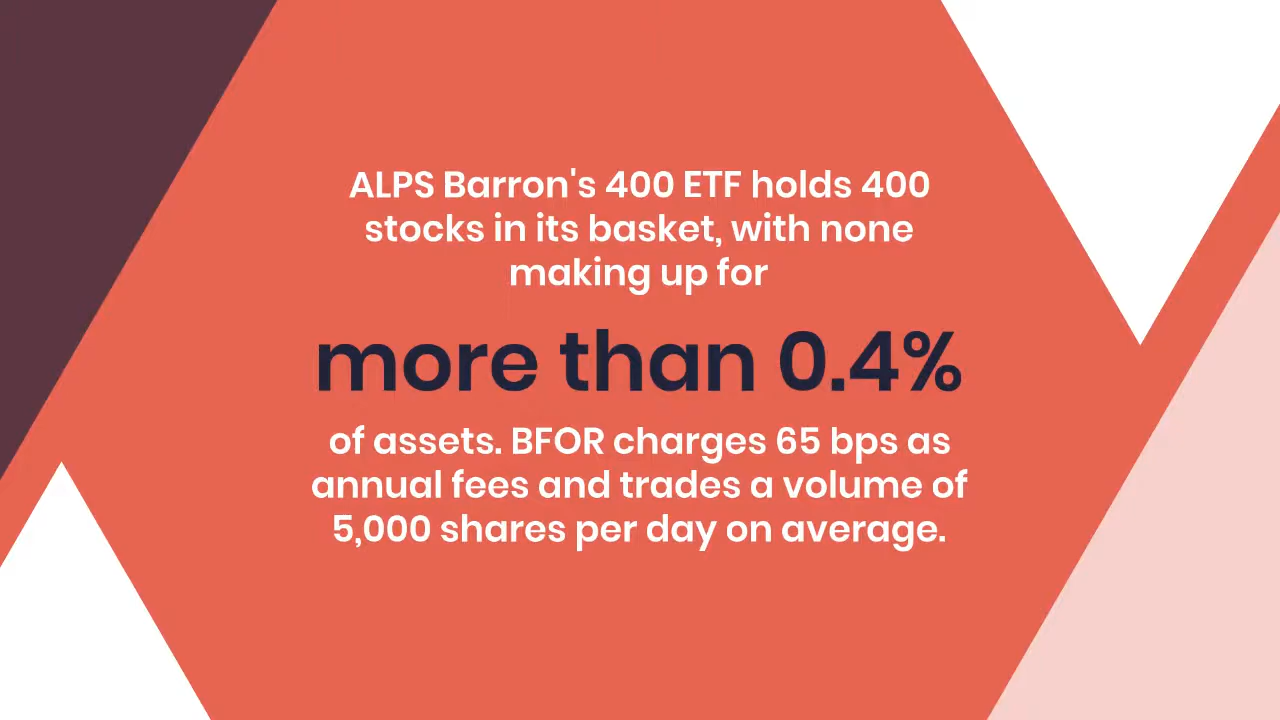 ALPS Barron's 400 ETF holds 400
stocks in its basket, with none
making up for
more than 0.4%
of assets. BFOR charges 65 bps as
annual fees and trades a volume of
5,000 shares per day on average.